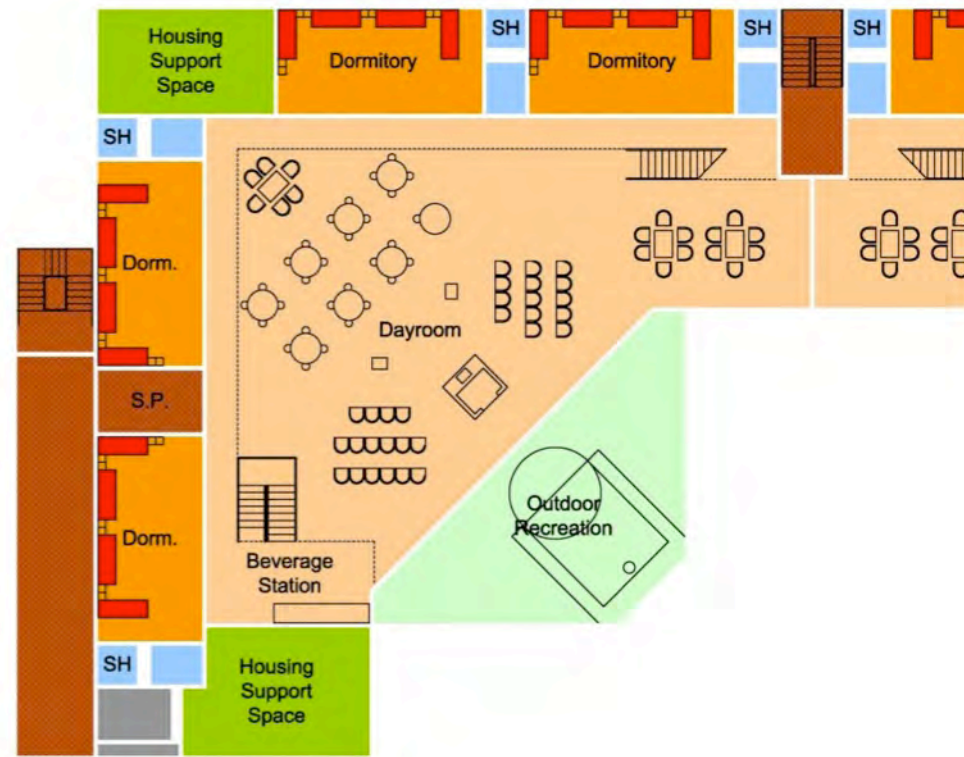 Housing
Support
Space
Dormitory
SH
Dormitory
SH
SH
SH
Dorm.
Dayroom
S.P.
Dorm.
Outdoor
Recreation
Beverage
Station
SH
Housing
Support
Space